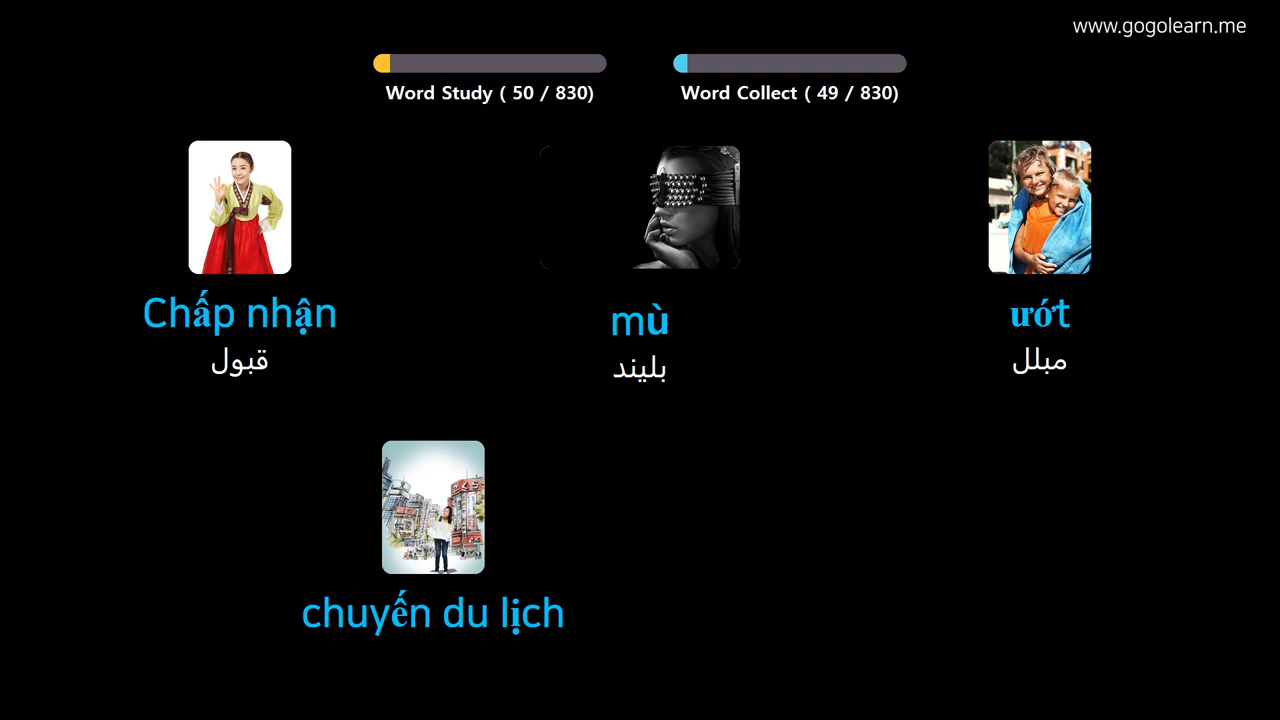 www.gogolearn.me
Word Study ( 50 / 830)
Word Collect ( 49 / 830)
Chấp nhận
قبول
mù
بليند
ướt
مبلل
chuyến du lịch